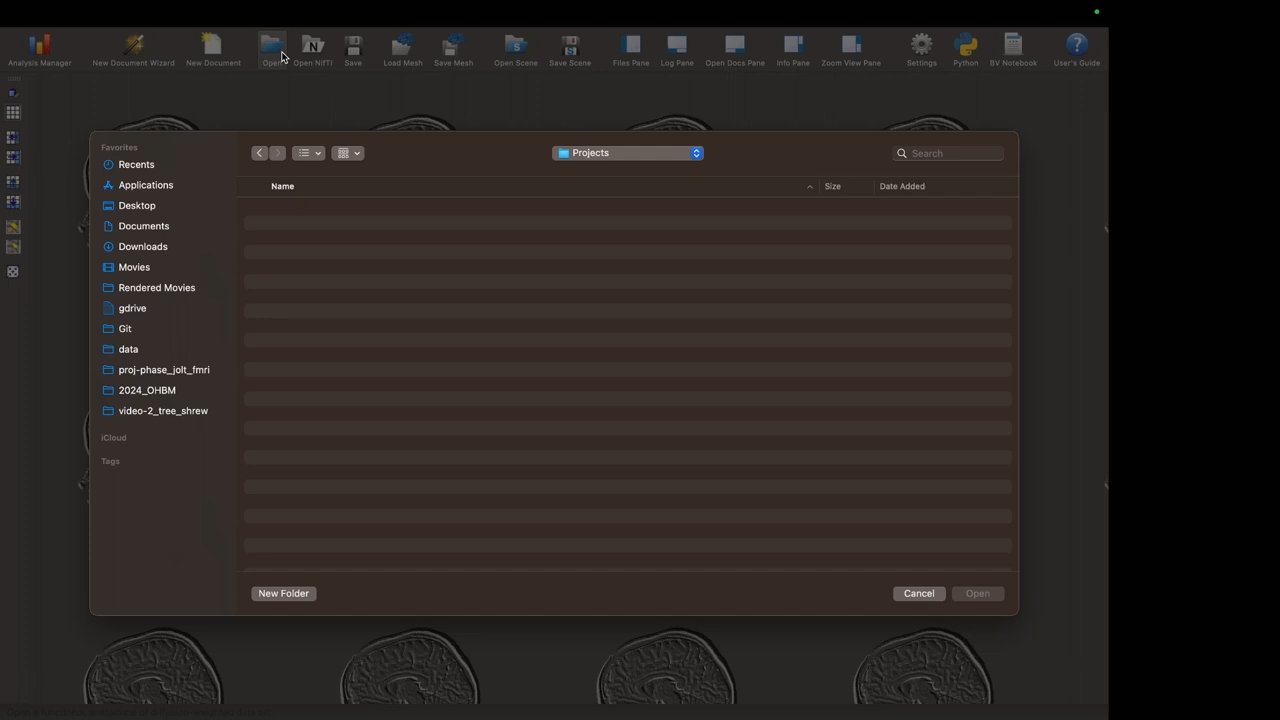 Analysis Manager
New Document Wizard
New Document
Open
Open NifTI
Save
Load Mesh
Save Mesh
Open Scene
Save Scene
Files Pane
Log Pane
Open Docs Pane
Info Pane
Zoom View Pane
Settings
Python
BV Notebook
User's Guide
Favorites
Recents
Applications
Desktop
Documents
Downloads
Movies
Rendered Movies
gdrive
Git
data
proj-phase_jolt_fmri
2024_OHBM
video-2_tree_shrew
iCloud
Tags
Projects
Search
Name
Size
Date Added
New Folder
Cancel
Open